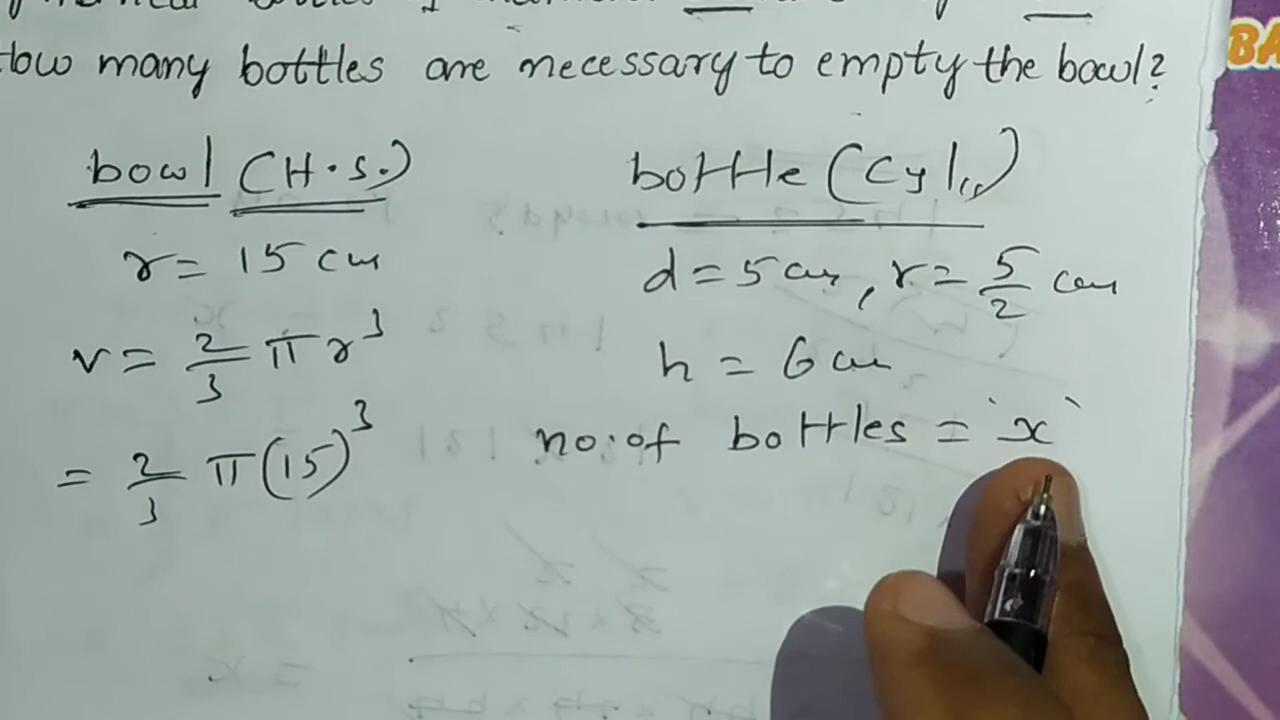 How many bottles are necessary to empty the bowl?
bowl (H.S.)
r = 15 cm
v = 2/3 π r³
= 2/3 π (15)³
bottle (Cyl,,)
d = 5 cm, r = 5/2 cm
h = 6 cm
no. of bottles = 'x'
BA